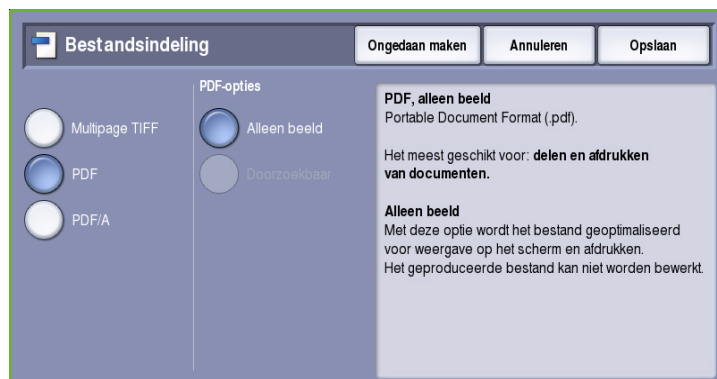 Bestandsindeling
Ongedaan maken
Annuleren
Opslaan
Multipage TIFF
PDF
PDF/A
PDF-opties
Alleen beeld
Doorzoekbaar
PDF, alleen beeld
Portable Document Format (.pdf).
Het meest geschikt voor: delen en afdrukken
van documenten.
Alleen beeld
Met deze optie wordt het bestand geoptimaliseerd
voor weergave op het scherm en afdrukken.
Het geproduceerde bestand kan niet worden bewerkt.